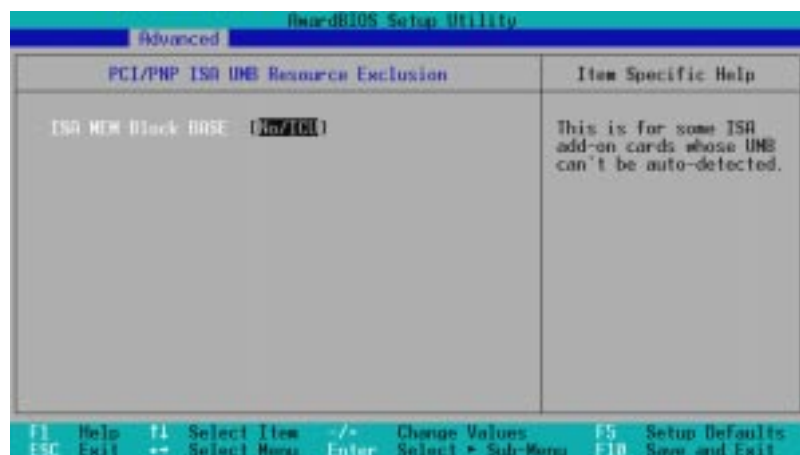 AwardBIOS Setup Utility
Advanced
PCI/PNP ISA UMB Resource Exclusion
Item Specific Help
ISA MEM Block BASE [No/ICU]
This is for some ISA
add-on cards whose UMB
can't be auto-detected.
F1 Help ↑↓ Select Item -/+ Change Values F5 Setup Defaults
ESC Exit ←→ Select Menu Enter Select ► Sub-Menu F10 Save and Exit